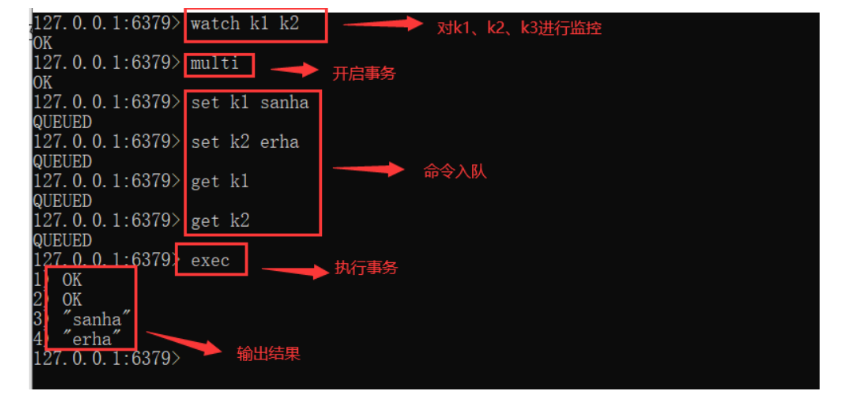 127.0.0.1:6379> watch k1 k2 对k1、k2、k3进行监控
OK
127.0.0.1:6379> multi 开启事务
OK
127.0.0.1:6379> set k1 sanha
QUEUED
127.0.0.1:6379> set k2 erha
QUEUED 命令入队
127.0.0.1:6379> get k1
QUEUED
127.0.0.1:6379> get k2
QUEUED
127.0.0.1:6379> exec 执行事务
1) OK
2) OK
3) "sanha"
4) "erha"
127.0.0.1:6379> 输出结果